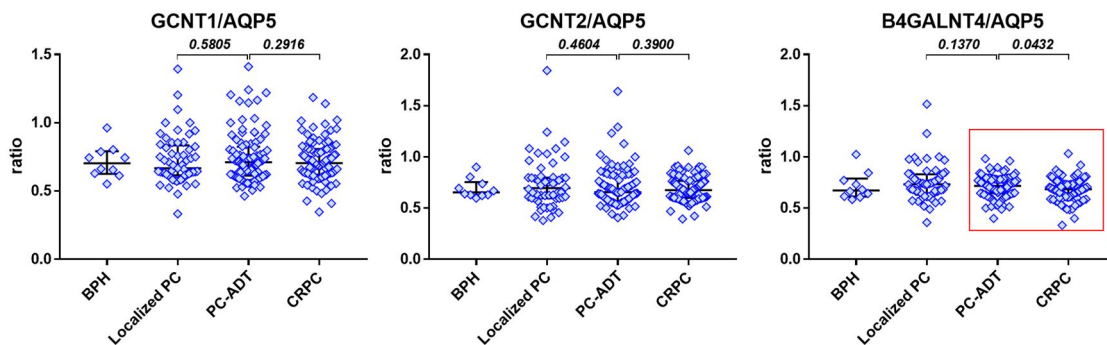 GCNT1/AQP5
0.5805 0.2916
ratio
1.5
1.0
0.5
0.0
BPH
Localized PC
PC-ADT
CRPC
GCNT2/AQP5
0.4604 0.3900
ratio
2.0
1.5
1.0
0.5
0.0
BPH
Localized PC
PC-ADT
CRPC
B4GALNT4/AQP5
0.1370 0.0432
ratio
2.0
1.5
1.0
0.5
0.0
BPH
Localized PC
PC-ADT
CRPC